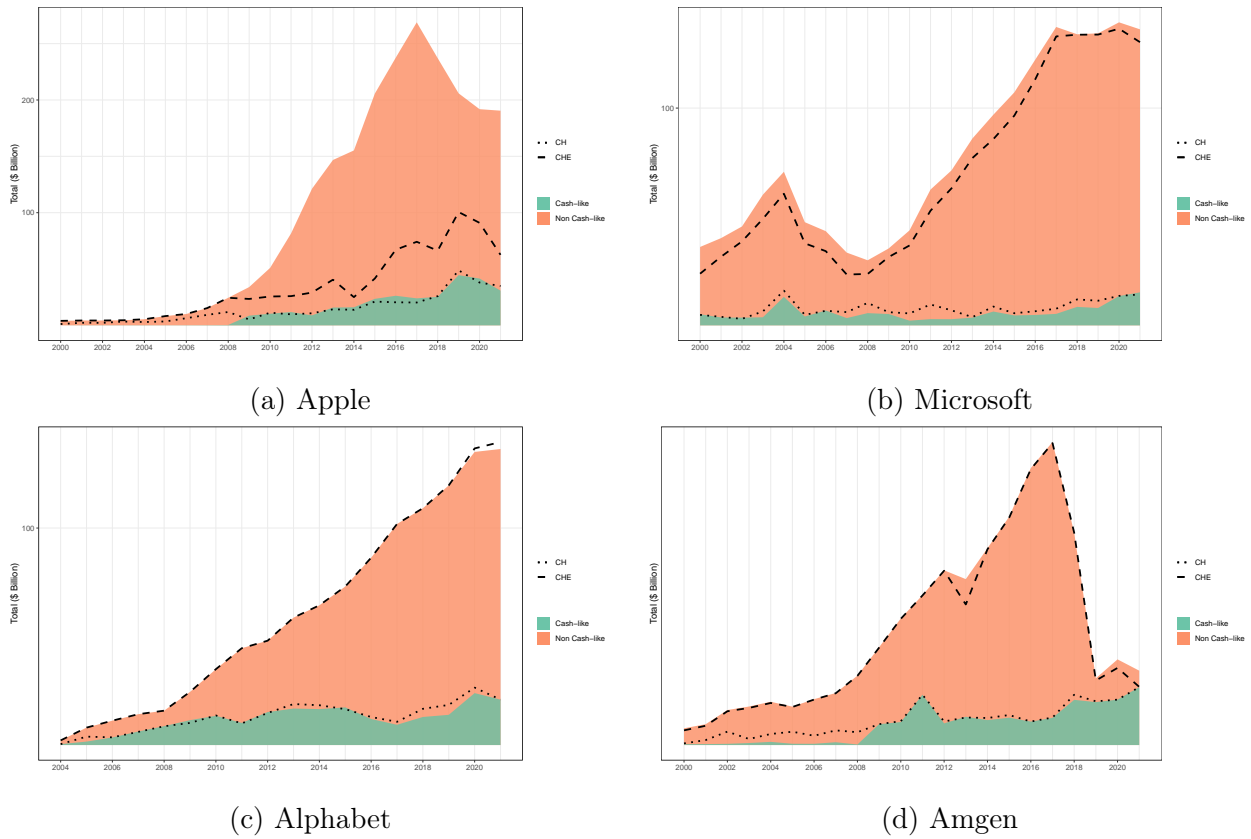 Total ($ Billion)
200
100
2000 2002 2004 2006 2008 2010 2012 2014 2016 2018 2020
CH
CHE
Cash−like
Non Cash−like
(a) Apple
Total ($ Billion)
100
2000 2002 2004 2006 2008 2010 2012 2014 2016 2018 2020
CH
CHE
Cash−like
Non Cash−like
(b) Microsoft
Total ($ Billion)
100
2004 2006 2008 2010 2012 2014 2016 2018 2020
CH
CHE
Cash−like
Non Cash−like
(c) Alphabet
Total ($ Billion)
2000 2002 2004 2006 2008 2010 2012 2014 2016 2018 2020
CH
CHE
Cash−like
Non Cash−like
(d) Amgen